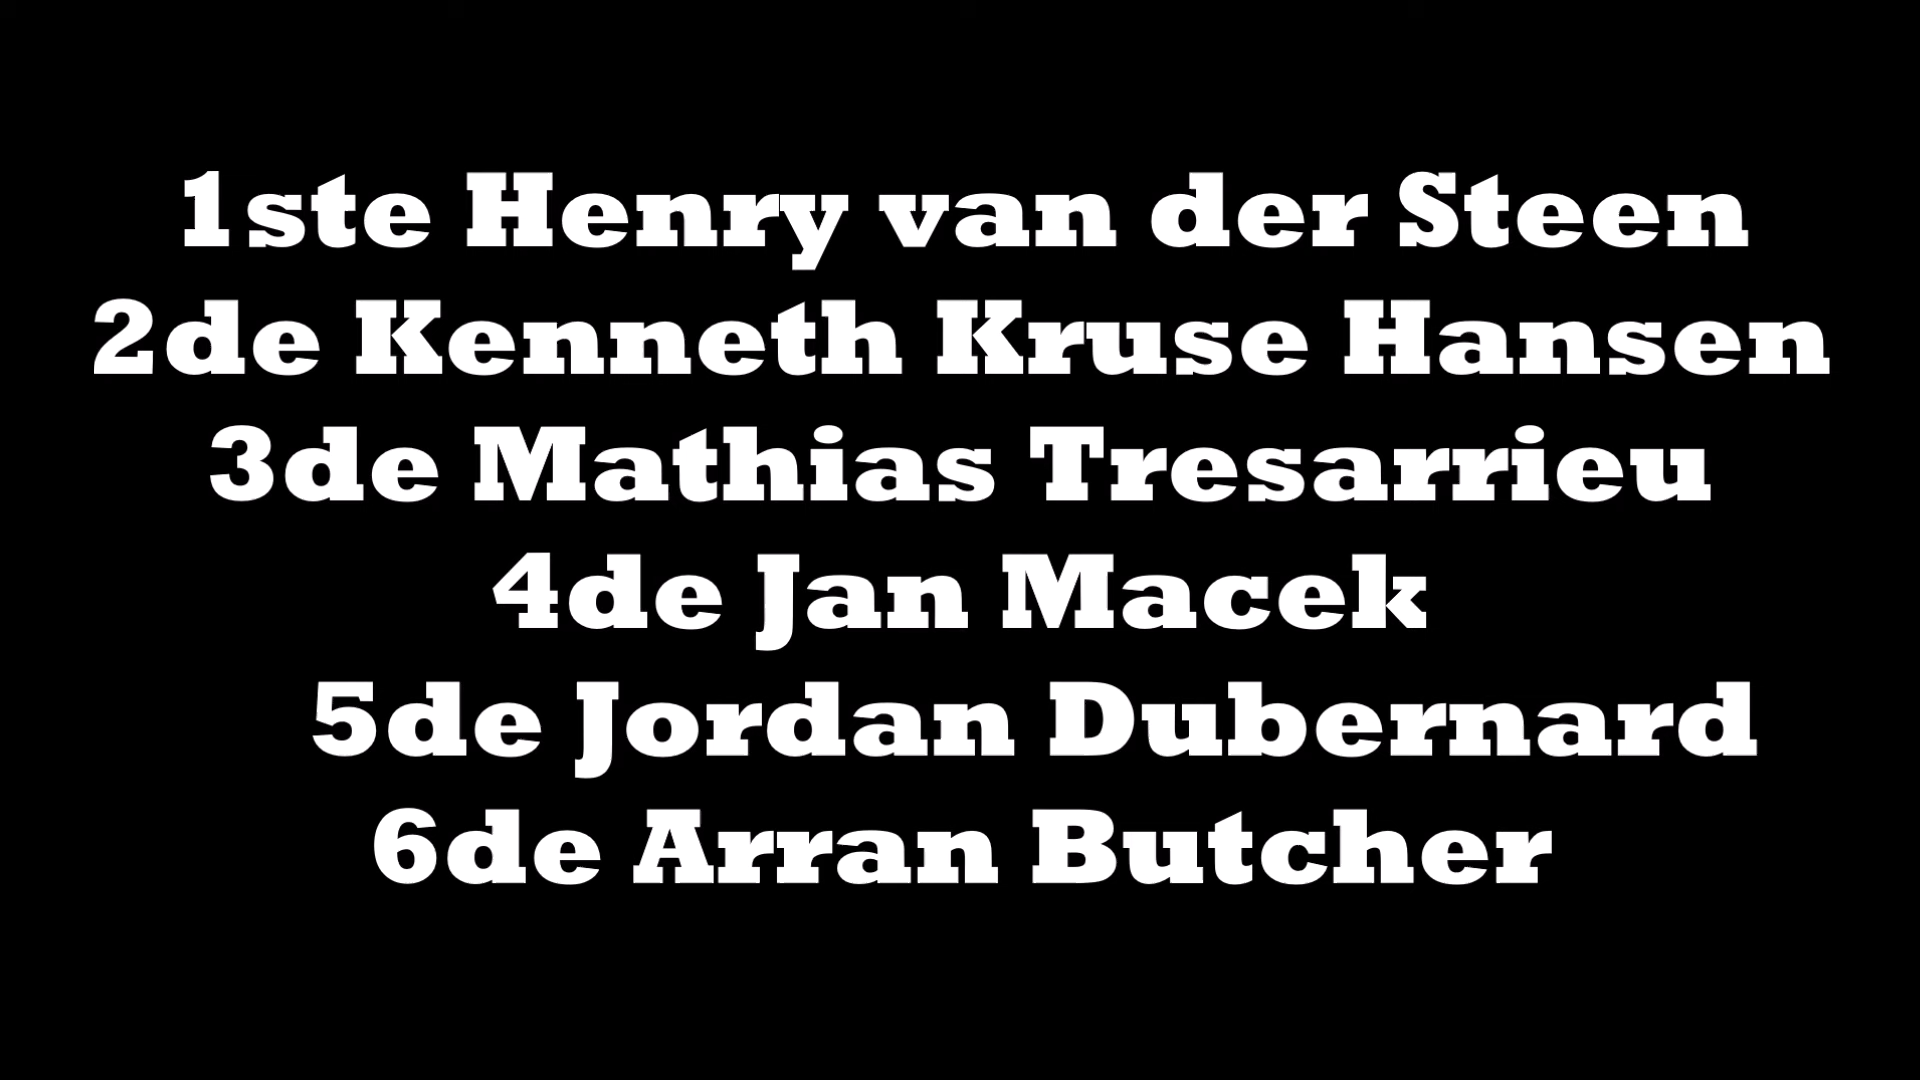 1ste Henry van der Steen
2de Kenneth Kruse Hansen
3de Mathias Tresarrieu
4de Jan Macek
5de Jordan Dubernard
6de Arran Butcher